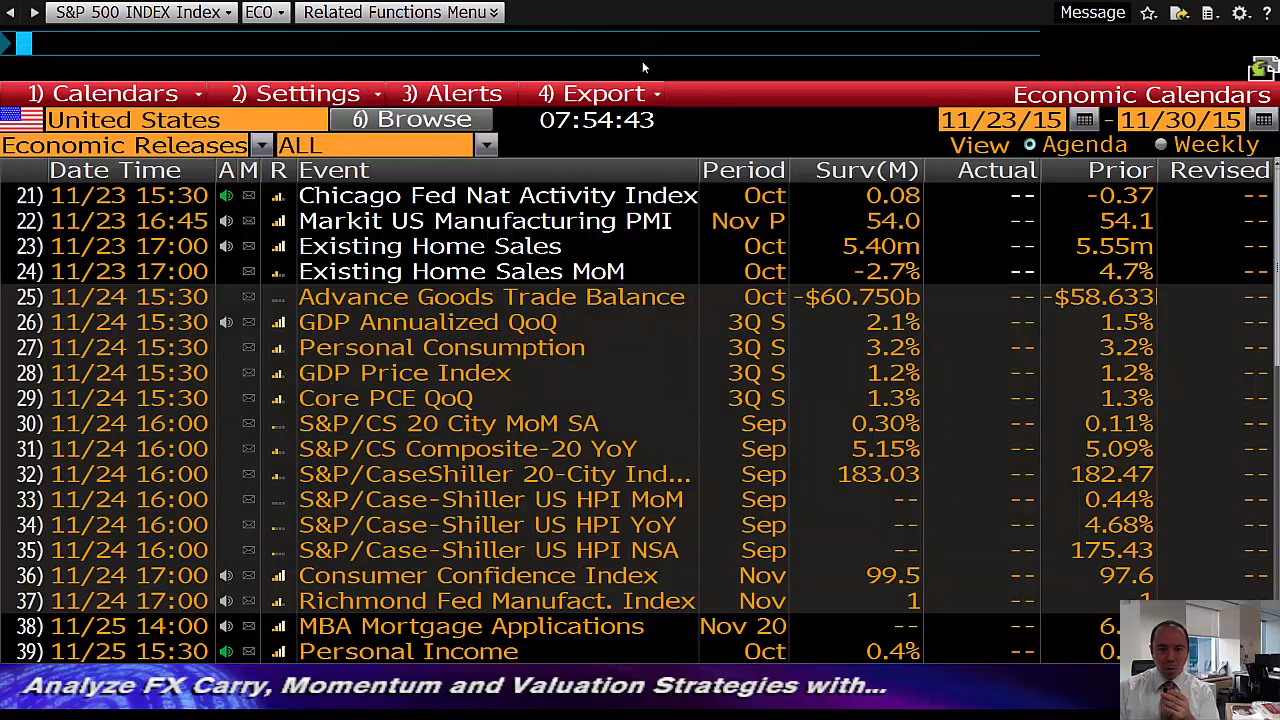 S&P 500 INDEX Index ECO Related Functions Menu Message ?
1) Calendars 2) Settings 3) Alerts 4) Export Economic Calendars
United States 6) Browse 07:54:43 11/23/15 - 11/30/15
Economic Releases ALL View Agenda Weekly
Date Time A M R Event Period Surv(M) Actual Prior Revised
21) 11/23 15:30 Chicago Fed Nat Activity Index Oct 0.08 -- -0.37 --
22) 11/23 16:45 Markit US Manufacturing PMI Nov P 54.0 -- 54.1 --
23) 11/23 17:00 Existing Home Sales Oct 5.40m -- 5.55m --
24) 11/23 17:00 Existing Home Sales MoM Oct -2.7% -- 4.7% --
25) 11/24 15:30 Advance Goods Trade Balance Oct -$60.750b -- -$58.633 --
26) 11/24 15:30 GDP Annualized QoQ 3Q S 2.1% -- 1.5% --
27) 11/24 15:30 Personal Consumption 3Q S 3.2% -- 3.2% --
28) 11/24 15:30 GDP Price Index 3Q S 1.2% -- 1.2% --
29) 11/24 15:30 Core PCE QoQ 3Q S 1.3% -- 1.3% --
30) 11/24 16:00 S&P/CS 20 City MoM SA Sep 0.30% -- 0.11% --
31) 11/24 16:00 S&P/CS Composite-20 YoY Sep 5.15% -- 5.09% --
32) 11/24 16:00 S&P/CaseShiller 20-City Ind... Sep 183.03 -- 182.47 --
33) 11/24 16:00 S&P/Case-Shiller US HPI MoM Sep -- -- 0.44% --
34) 11/24 16:00 S&P/Case-Shiller US HPI YoY Sep -- -- 4.68% --
35) 11/24 16:00 S&P/Case-Shiller US HPI NSA Sep -- -- 175.43 --
36) 11/24 17:00 Consumer Confidence Index Nov 99.5 -- 97.6 --
37) 11/24 17:00 Richmond Fed Manufact. Index Nov 1 -- --
38) 11/25 14:00 MBA Mortgage Applications Nov 20 -- -- 6.
39) 11/25 15:30 Personal Income Oct 0.4% -- 0.
Analyze FX Carry, Momentum and Valuation Strategies with...